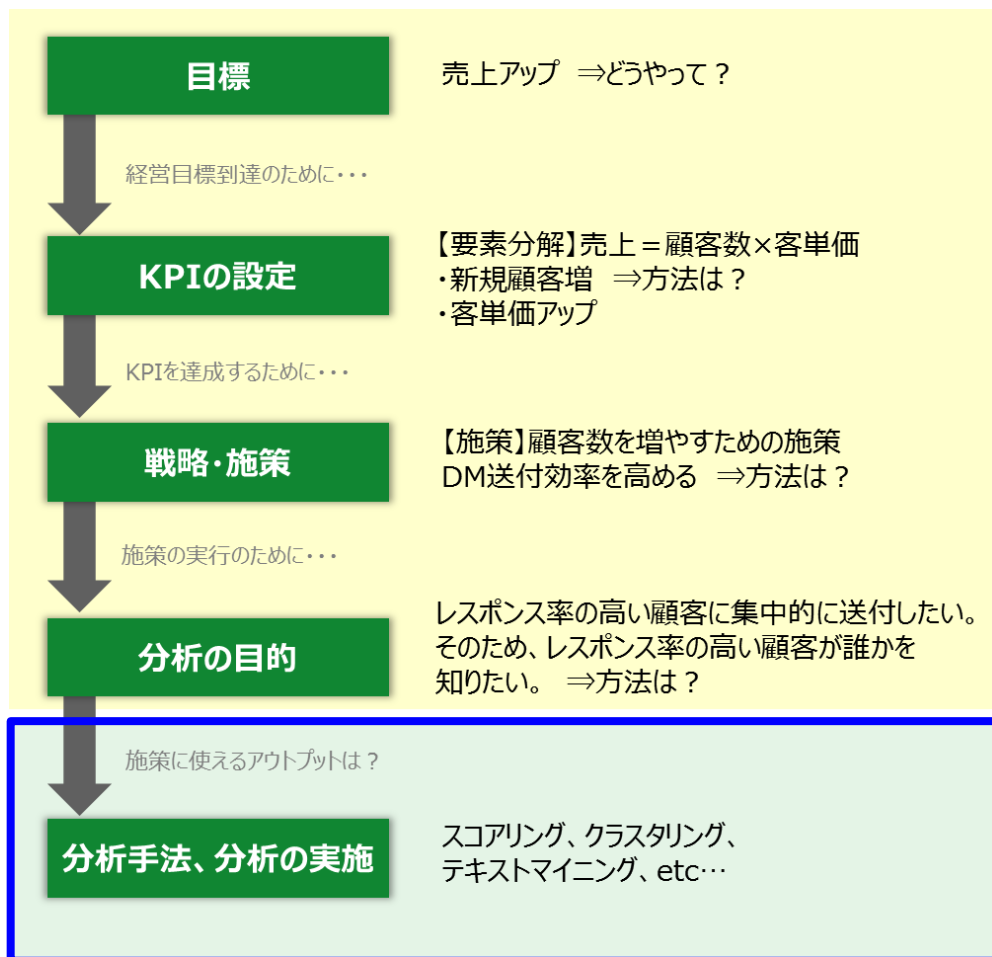 目標
売上アップ ⇒どうやって?
経営目標到達のために・・・
KPIの設定
【要素分解】売上=顧客数×客単価
・新規顧客増 ⇒方法は?
・客単価アップ
KPIを達成するために・・・
戦略・施策
【施策】顧客数を増やすための施策
DM送付効率を高める ⇒方法は?
施策の実行のために・・・
分析の目的
レスポンス率の高い顧客に集中的に送付したい。
そのため、レスポンス率の高い顧客が誰かを
知りたい。 ⇒方法は?
施策に使えるアウトプットは?
分析手法、分析の実施
スコアリング、クラスタリング、
テキストマイニング、etc…